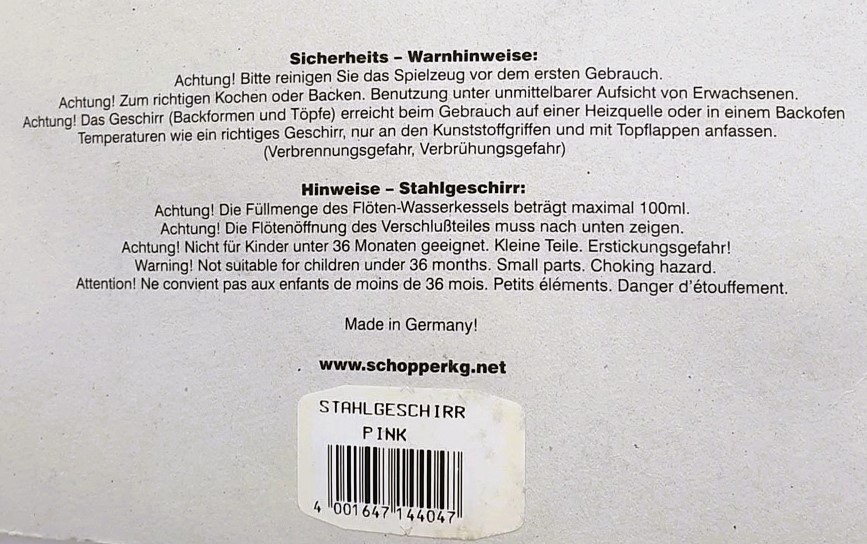 Sicherheits – Warnhinweise:
Achtung! Bitte reinigen Sie das Spielzeug vor dem ersten Gebrauch.
Achtung! Zum richtigen Kochen oder Backen. Benutzung unter unmittelbarer Aufsicht von Erwachsenen.
Achtung! Das Geschirr (Backformen und Töpfe) erreicht beim Gebrauch auf einer Heizquelle oder in einem Backofen
Temperaturen wie ein richtiges Geschirr, nur an den Kunststoffgriffen und mit Topflappen anfassen.
(Verbrennungsgefahr, Verbrühungsgefahr)
Hinweise – Stahlgeschirr:
Achtung! Die Füllmenge des Flöten-Wasserkessels beträgt maximal 100ml.
Achtung! Die Flötenöffnung des Verschlußteiles muss nach unten zeigen.
Achtung! Nicht für Kinder unter 36 Monaten geeignet. Kleine Teile. Erstickungsgefahr!
Warning! Not suitable for children under 36 months. Small parts. Choking hazard.
Attention! Ne convient pas aux enfants de moins de 36 mois. Petits éléments. Danger d'étouffement.
Made in Germany!
www.schopperkg.net
STAHLGESCHIRR
PINK
4 001647 144047